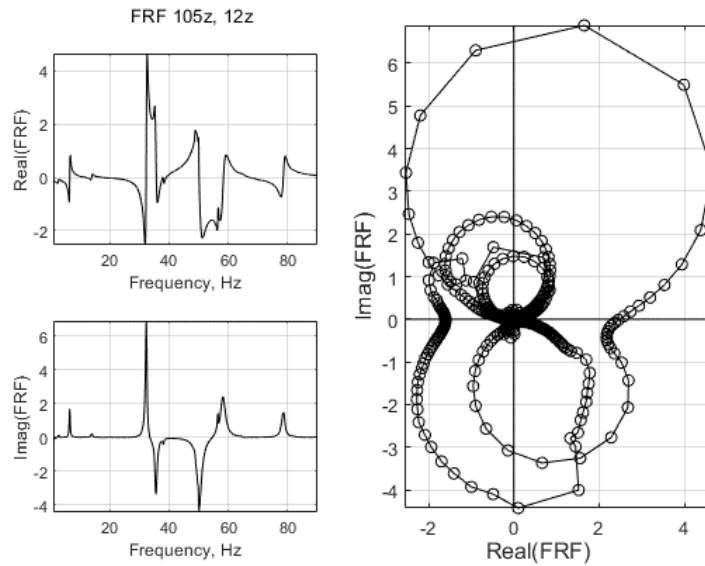 FRF 105z, 12z
4
2
0
-2
Real(FRF)
20 40 60 80
Frequency, Hz
6
4
2
0
-2
-4
Imag(FRF)
20 40 60 80
Frequency, Hz
6
5
4
3
2
1
0
-1
-2
-3
-4
Imag(FRF)
-2 0 2 4
Real(FRF)